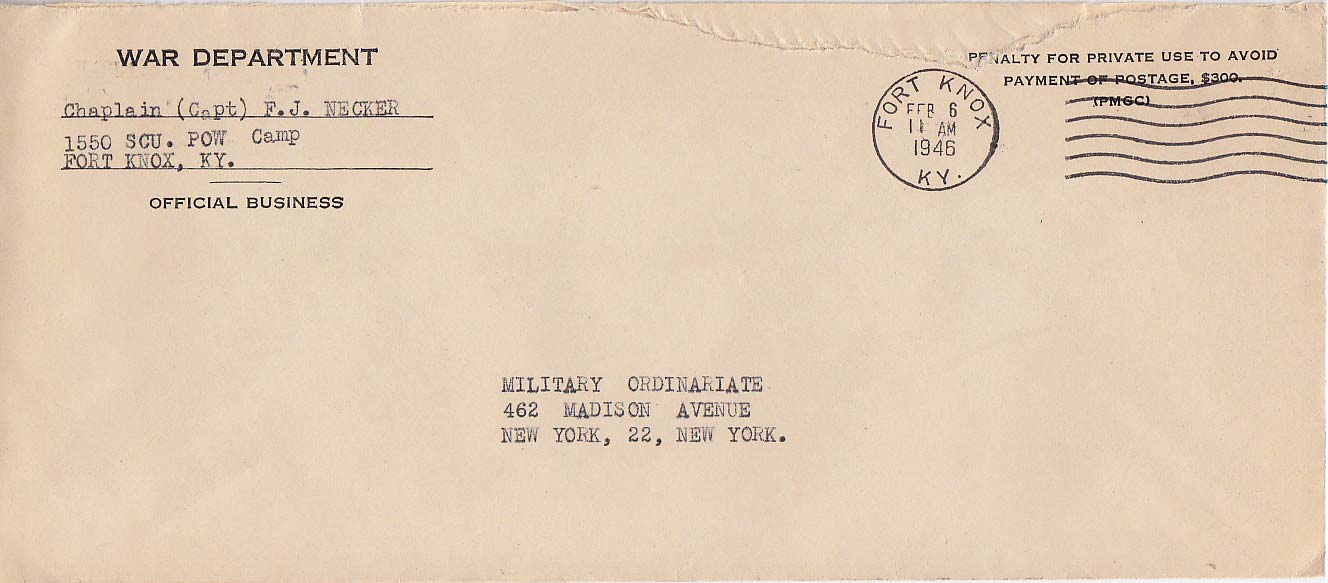 WAR DEPARTMENT
Chaplain (Capt) F.J. NECKER
1550 SCU. POW Camp
FORT KNOX, KY.
OFFICIAL BUSINESS
PENALTY FOR PRIVATE USE TO AVOID
PAYMENT OF POSTAGE, $300.
(PMGC)
FORT KNOX
FEB 6
11 AM
1946
KY.
MILITARY ORDINARIATE
462 MADISON AVENUE
NEW YORK, 22, NEW YORK.